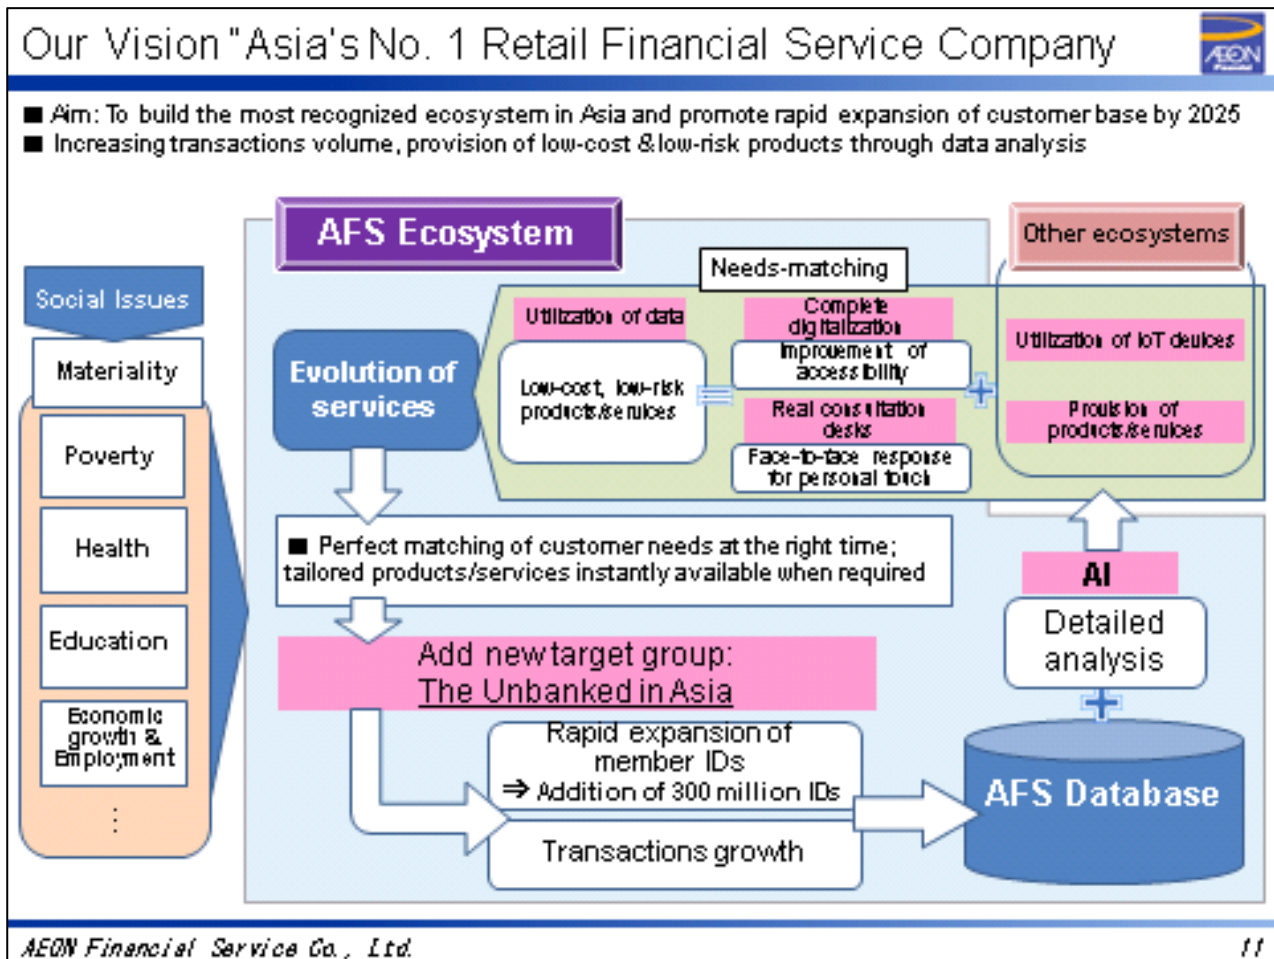 Our Vision "Asia's No. 1 Retail Financial Service Company
AEON
Financial
■ Aim: To build the most recognized ecosystem in Asia and promote rapid expansion of customer base by 2025
■ Increasing transactions volume, provision of low-cost & low-risk products through data analysis
AFS Ecosystem
Other ecosystems
Needs-matching
Social Issues
Materiality
Poverty
Health
Education
Economic
growth &
Employment
⋮
Evolution of
services
Utilization of data
Low-cost, low-risk
products/services
Complete
digitalization
Improvement of
accessibility
Real consultation
desks
Face-to-face response
for personal touch
Utilization of IoT devices
Provision of
products/services
■ Perfect matching of customer needs at the right time;
tailored products/services instantly available when required
Add new target group:
The Unbanked in Asia
Rapid expansion of
member IDs
⇒ Addition of 300 million IDs
Transactions growth
AI
Detailed
analysis
AFS Database
AEON Financial Service Co., Ltd.
11